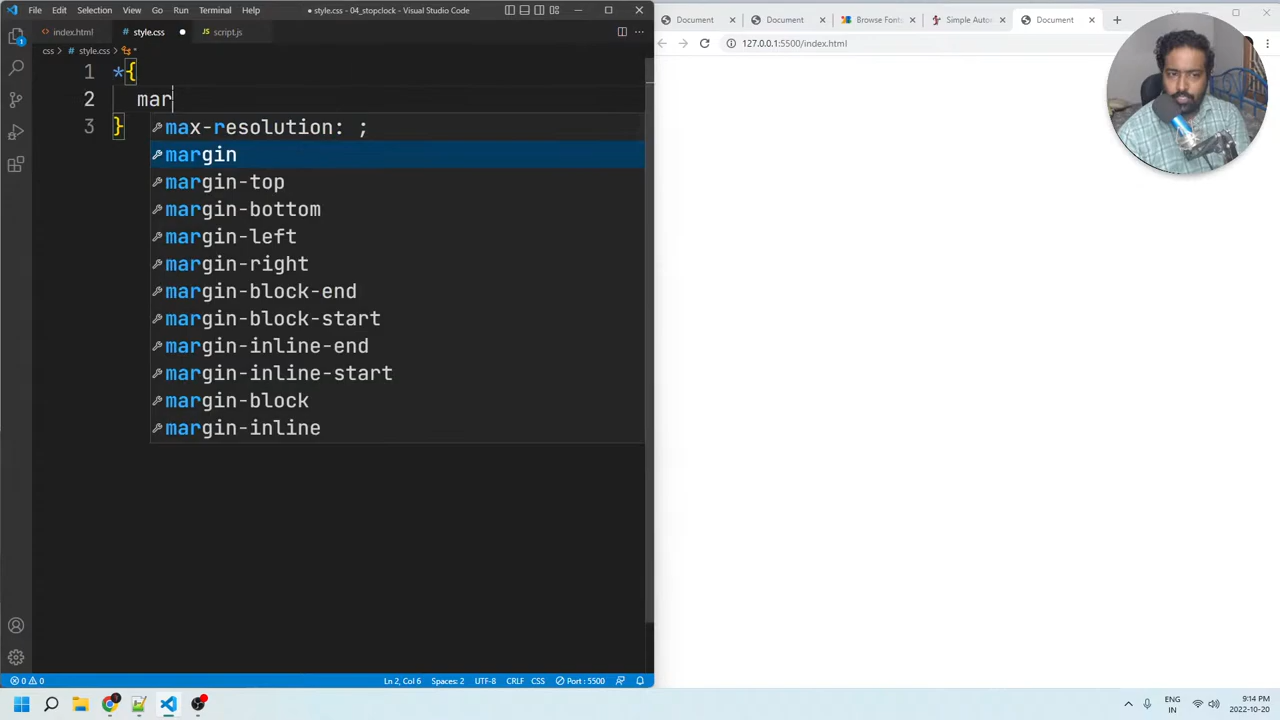 File Edit Selection View Go Run Terminal Help
● style.css - 04_stopclock - Visual Studio Code
index.html # style.css ● JS script.js
css > # style.css > *
1 *{
2 mar
3 }
max-resolution: ;
margin
margin-top
margin-bottom
margin-left
margin-right
margin-block-end
margin-block-start
margin-inline-end
margin-inline-start
margin-block
margin-inline
0 0
Ln 2, Col 6 Spaces: 2 UTF-8 CRLF CSS Port : 5500
Document Document Browse Fonts Simple Auto Document
127.0.0.1:5500/index.html
ENG
IN
9:14 PM
2022-10-20